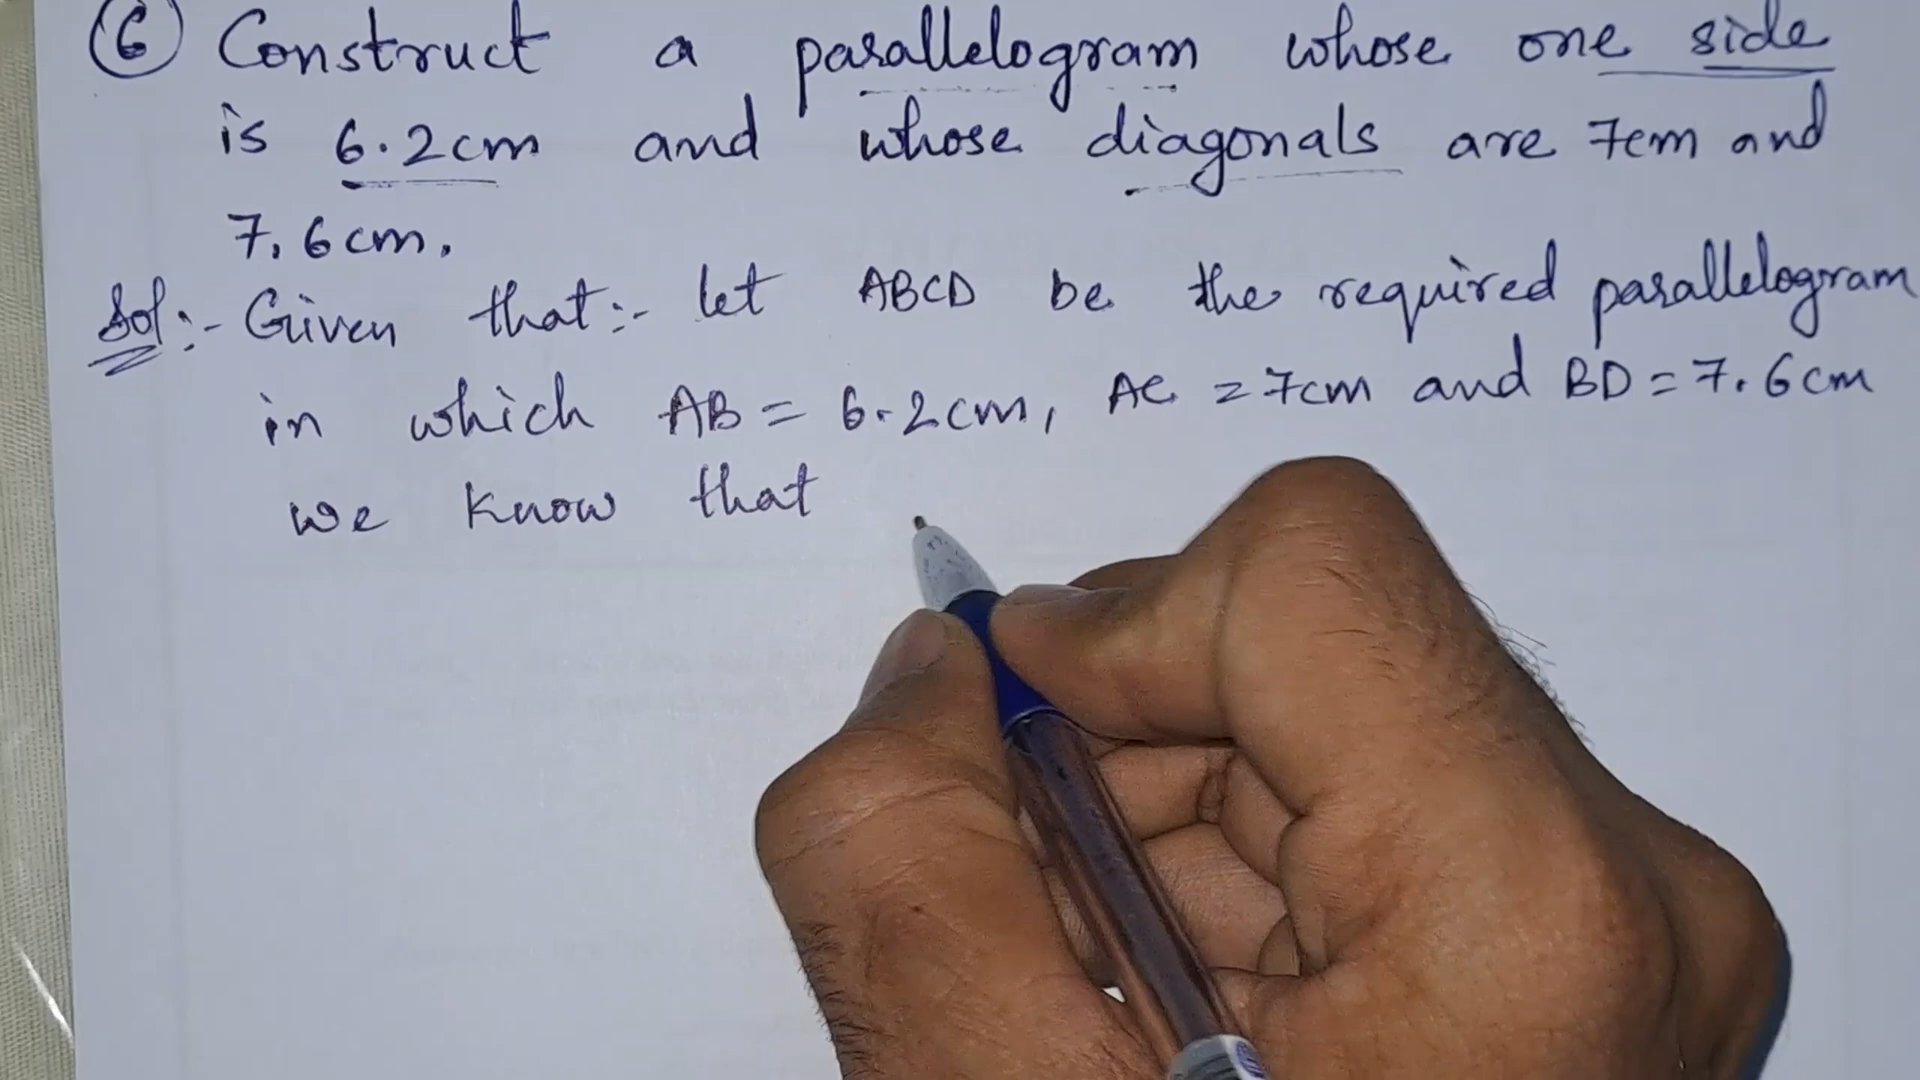 6 Construct a parallelogram whose one side
is 6.2cm and whose diagonals are 7cm and
7.6cm.
Sol:- Given that:- let ABCD be the required parallelogram
in which AB = 6.2cm, AC = 7cm and BD = 7.6cm
we know that